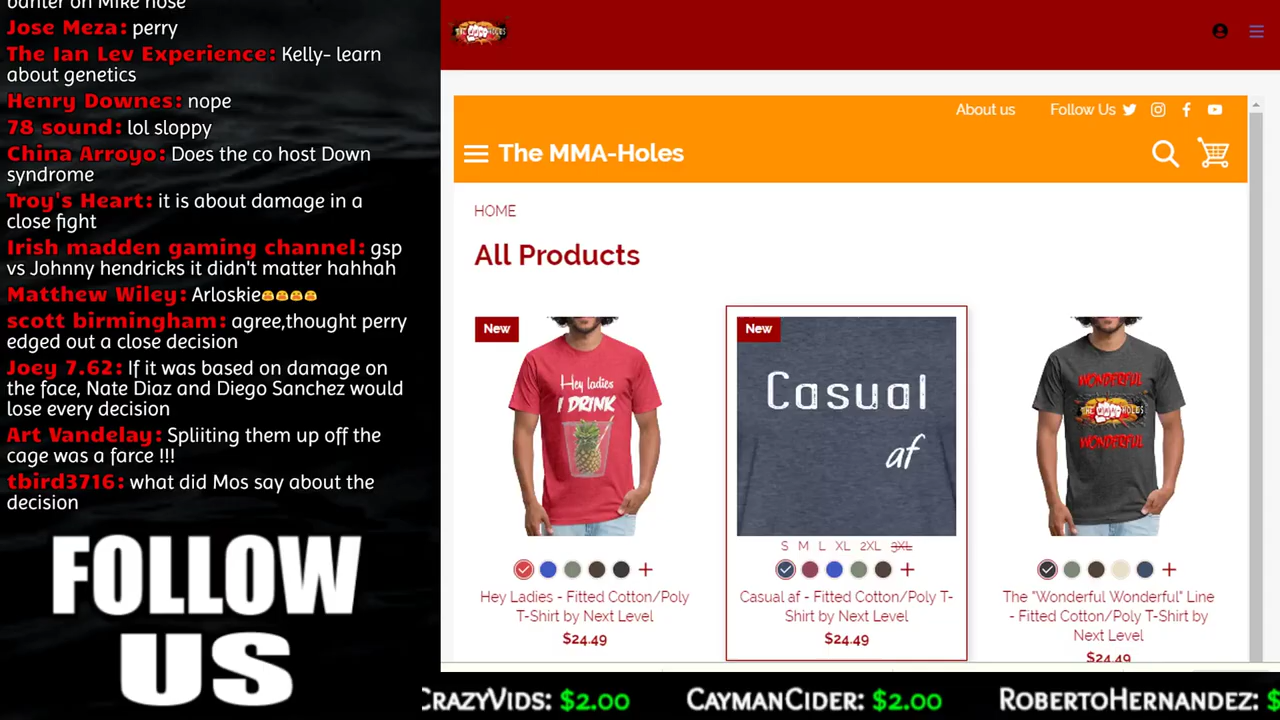 banter on Mike nose
Jose Meza: perry
The Ian Lev Experience: Kelly- learn
about genetics
Henry Downes: nope
78 sound: lol sloppy
China Arroyo: Does the co host Down
syndrome
Troy's Heart: it is about damage in a
close fight
Irish madden gaming channel: gsp
vs Johnny hendricks it didn't matter hahhah
Matthew Wiley: Arloskie
scott birmingham: agree,thought perry
edged out a close decision
Joey 7.62: If it was based on damage on
the face, Nate Diaz and Diego Sanchez would
lose every decision
Art Vandelay: Spliiting them up off the
cage was a farce !!!
tbird3716: what did Mos say about the
decision
FOLLOW
US
THE MMA HOLES
About us Follow Us
The MMA-Holes
HOME
All Products
New
Hey ladies
I DRINK
Hey Ladies - Fitted Cotton/Poly
T-Shirt by Next Level
$24.49
New
Casual
af
S M L XL 2XL 3XL
Casual af - Fitted Cotton/Poly T-
Shirt by Next Level
$24.49
WONDERFUL
THE HOLES
WONDERFUL
The "Wonderful Wonderful" Line
- Fitted Cotton/Poly T-Shirt by
Next Level
$24.49
CRAZYVIDS: $2.00 CAYMANCIDER: $2.00 ROBERTOHERNANDEZ: $